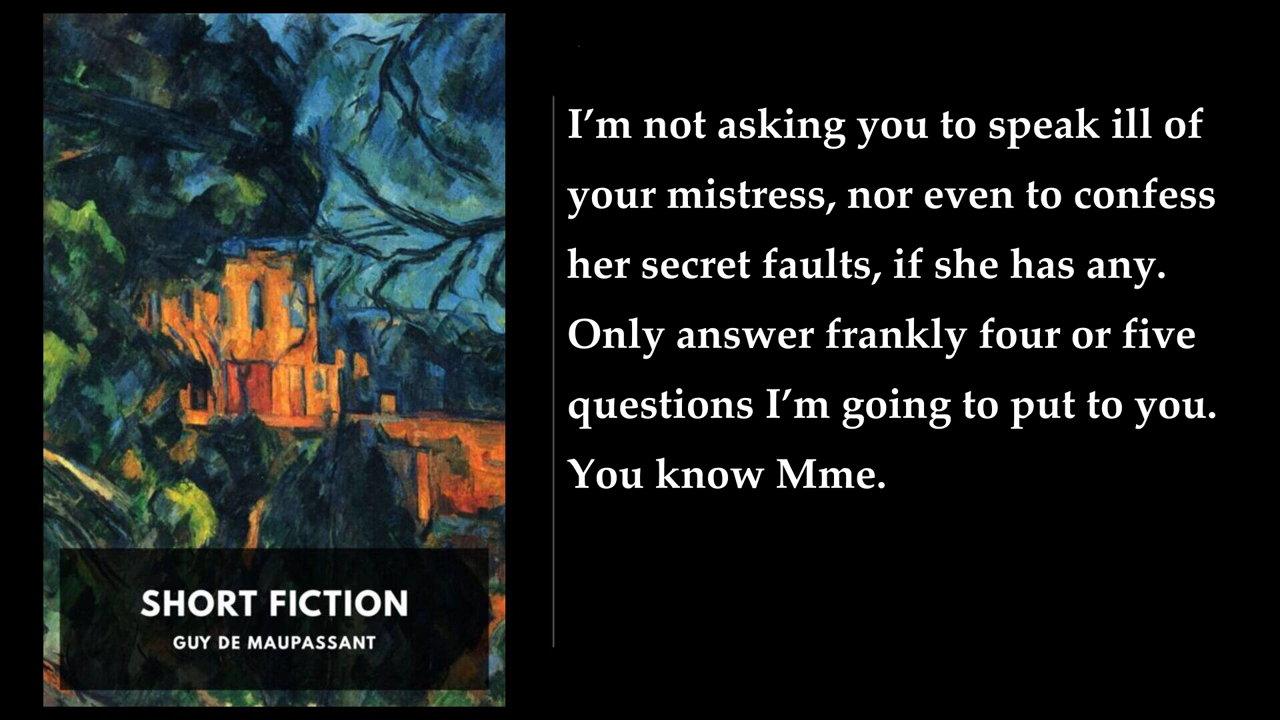 SHORT FICTION
GUY DE MAUPASSANT
I’m not asking you to speak ill of
your mistress, nor even to confess
her secret faults, if she has any.
Only answer frankly four or five
questions I’m going to put to you.
You know Mme.